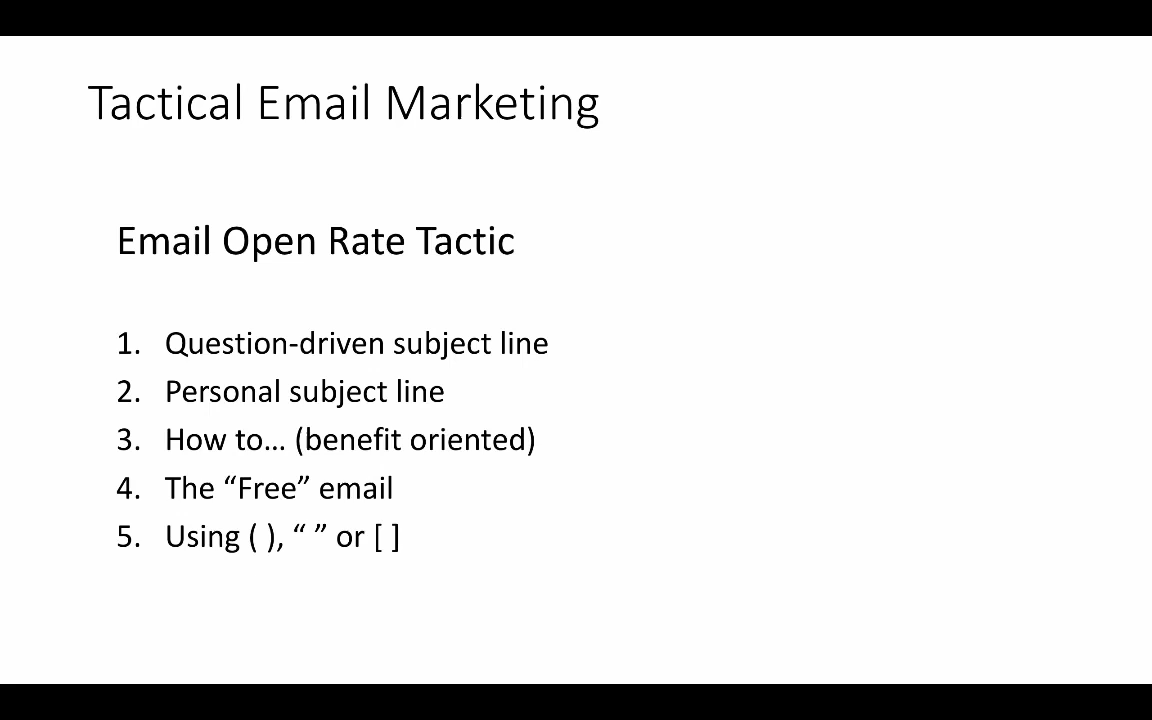 Tactical Email Marketing
Email Open Rate Tactic
1. Question-driven subject line
2. Personal subject line
3. How to… (benefit oriented)
4. The “Free” email
5. Using ( ), “ ” or [ ]